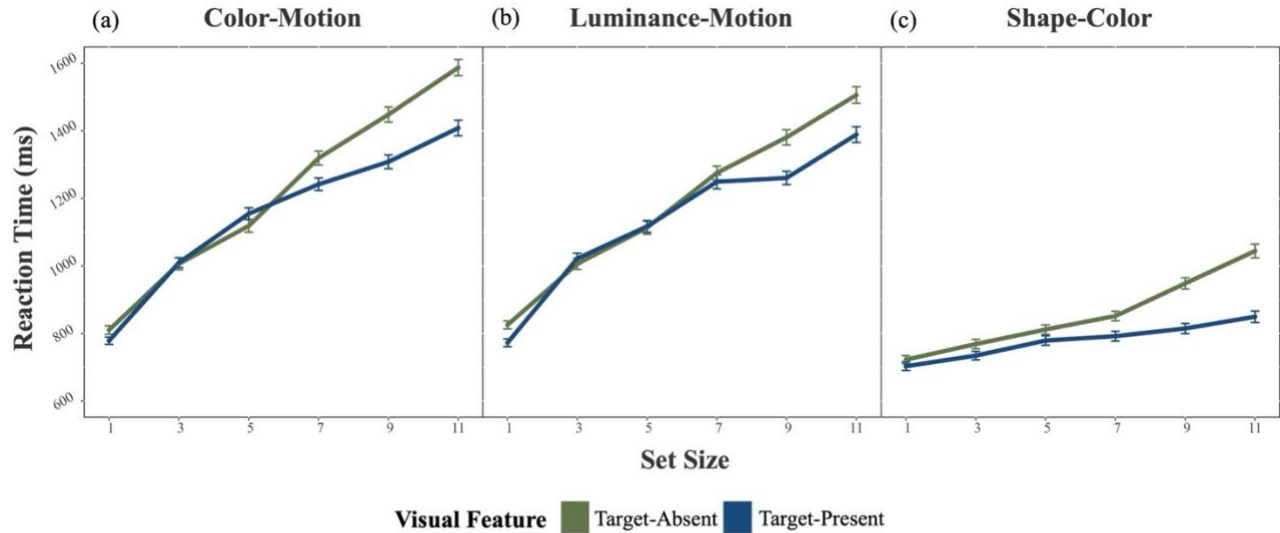 (a) Color-Motion
(b) Luminance-Motion
(c) Shape-Color
Reaction Time (ms)
1600
1400
1200
1000
800
600
1 3 5 7 9 11
1 3 5 7 9 11
1 3 5 7 9 11
Set Size
Visual Feature Target-Absent Target-Present